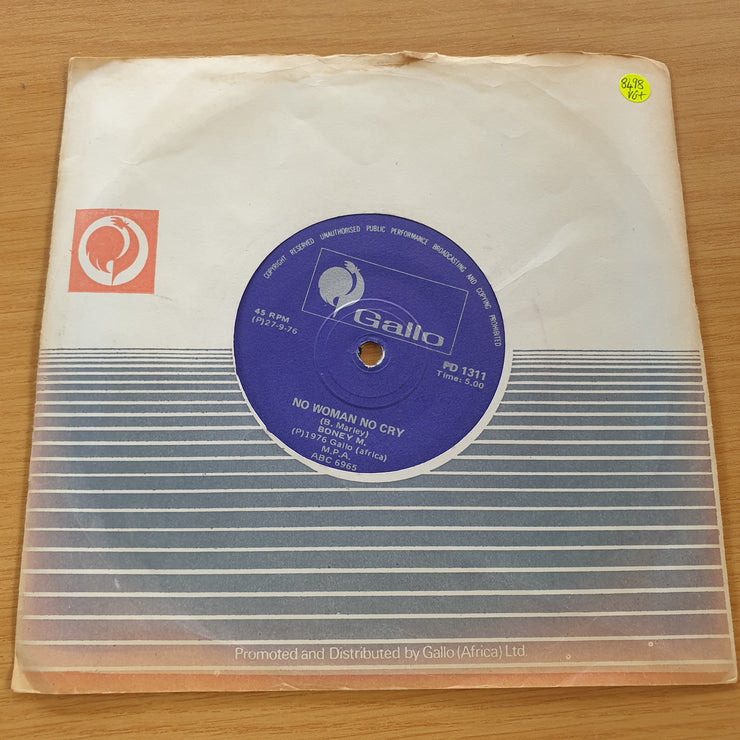 8498
VG+
COPYRIGHT RESERVED UNAUTHORISED PUBLIC PERFORMANCE BROADCASTING AND COPYING PROHIBITED
Gallo
45 RPM
(P)27-9-76
PD 1311
Time: 5.00
NO WOMAN NO CRY
(B. Marley)
BONEY M.
(P)1976 Gallo (africa)
M.P.A.
ABC 6965
Promoted and Distributed by Gallo (Africa) Ltd.